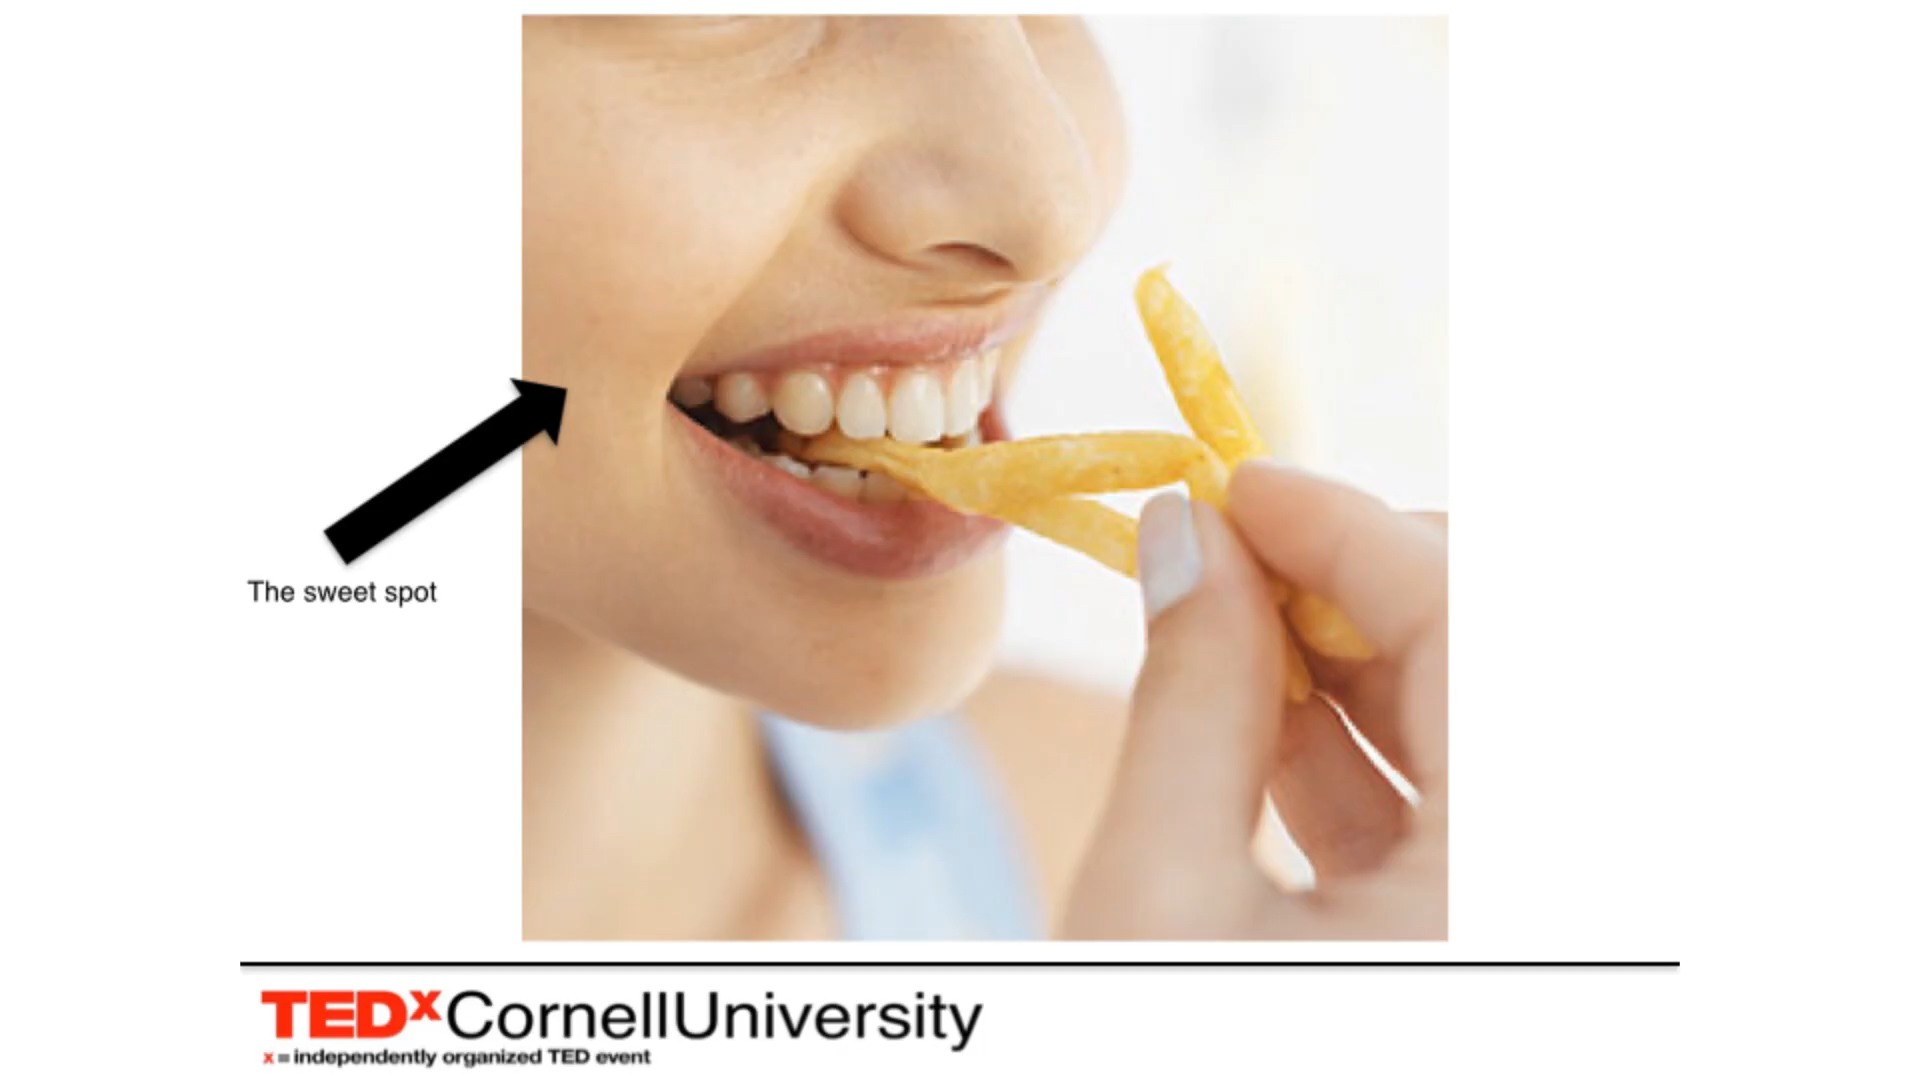 The sweet spot
TEDxCornellUniversity
x = independently organized TED event